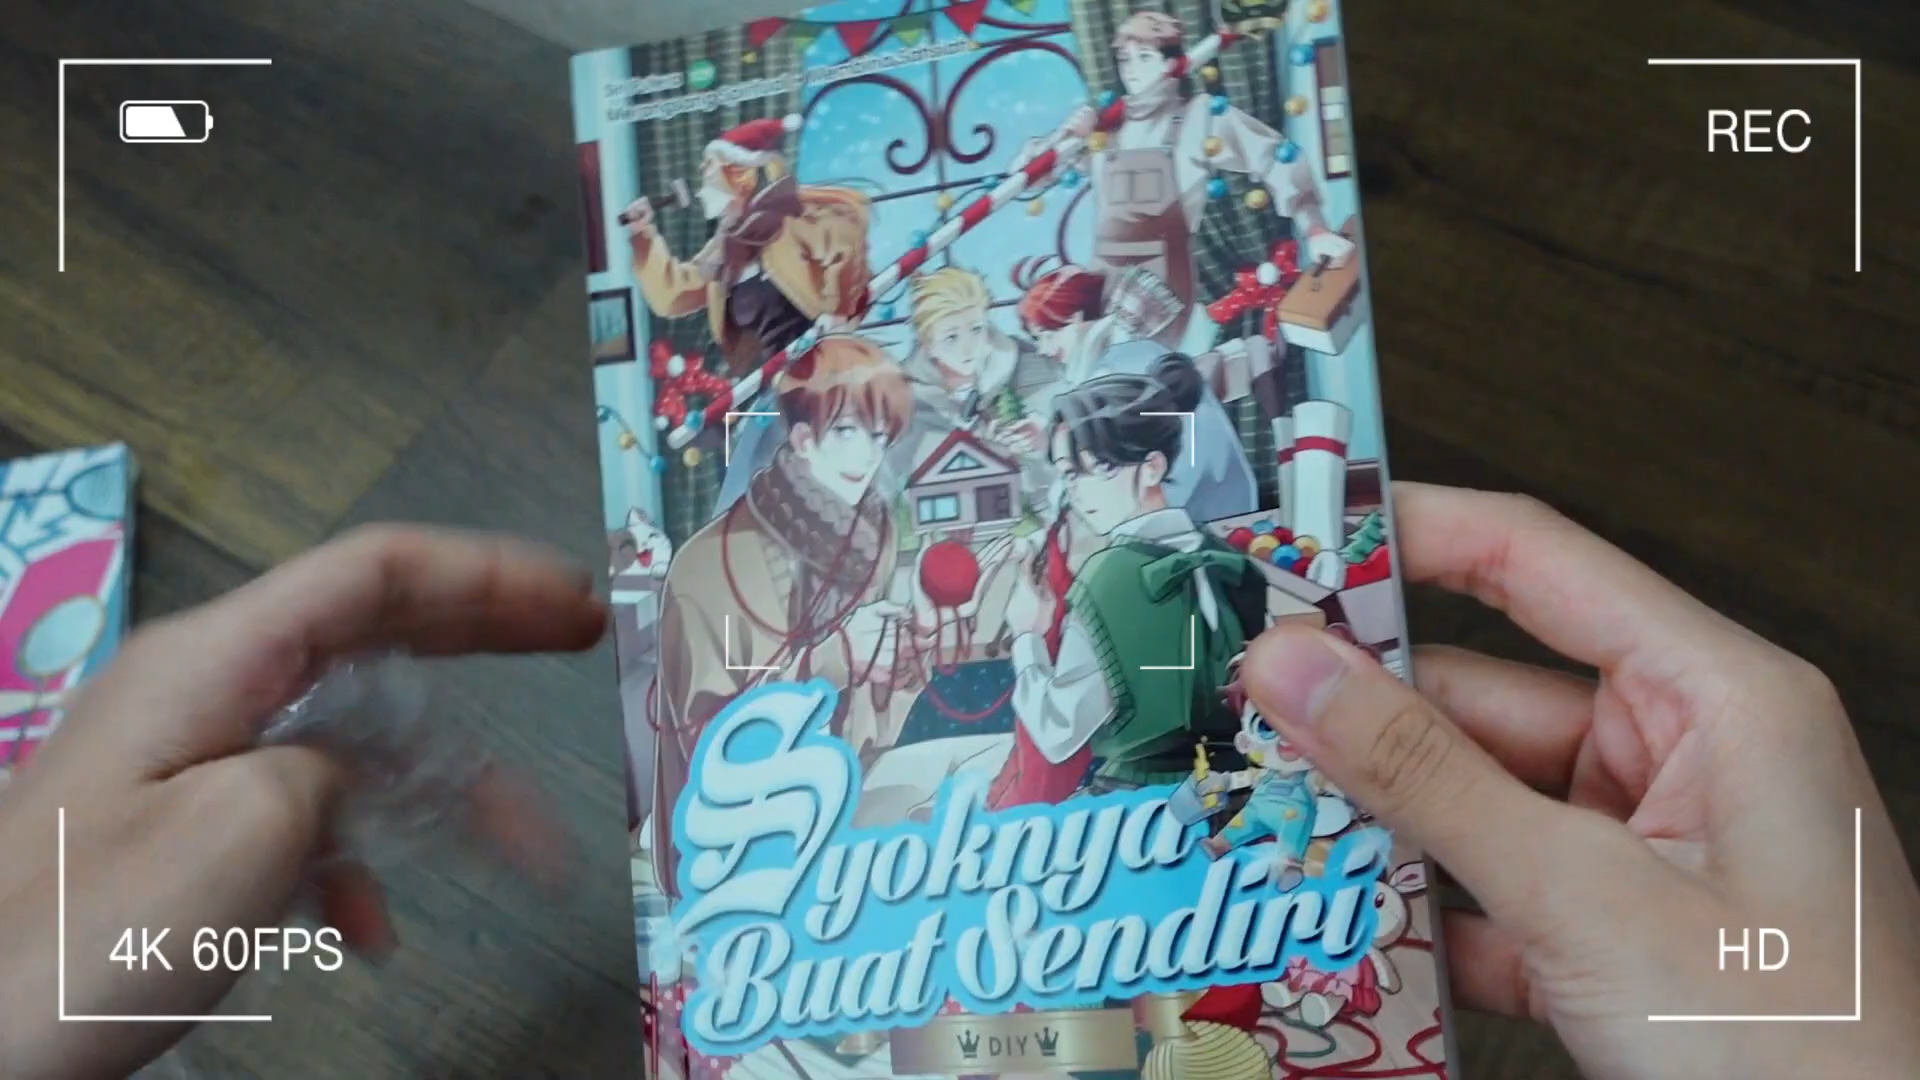 REC
Syoknya
Buat Sendiri
DIY
4K 60FPS
HD